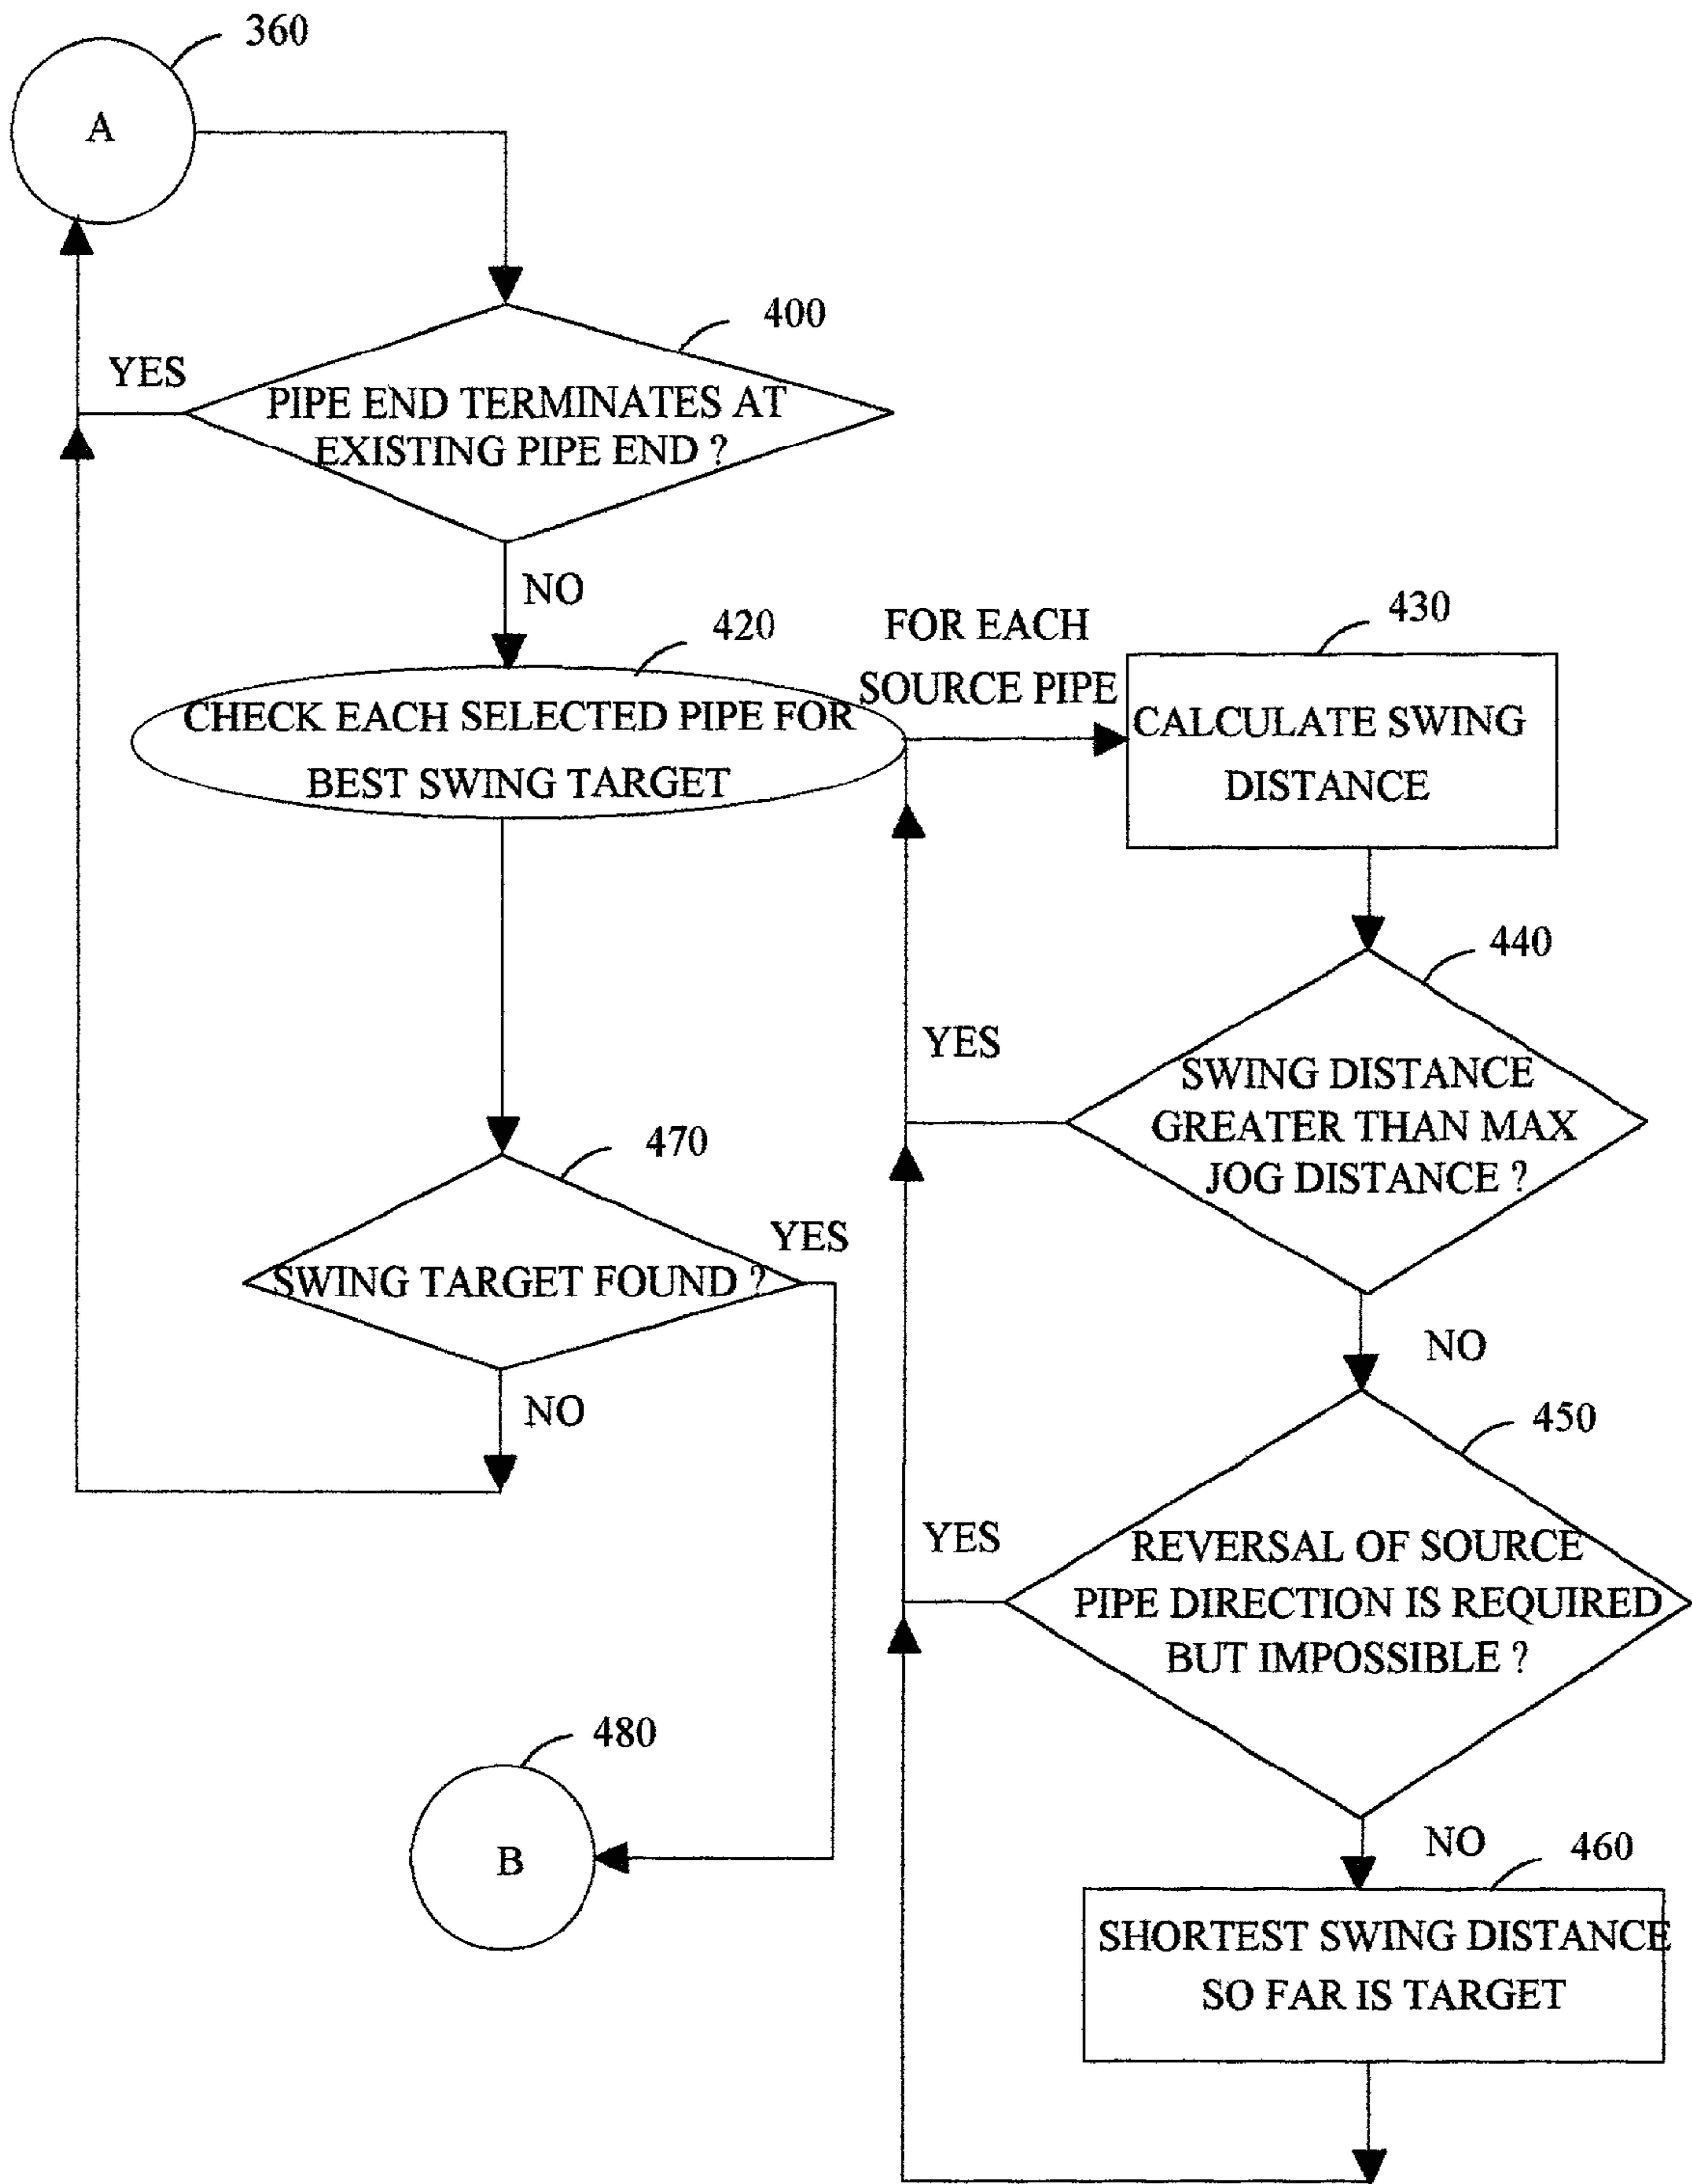 360
A
400
YES
PIPE END TERMINATES AT
EXISTING PIPE END ?
NO
420
CHECK EACH SELECTED PIPE FOR
BEST SWING TARGET
FOR EACH
SOURCE PIPE
430
CALCULATE SWING
DISTANCE
440
YES
SWING DISTANCE
GREATER THAN MAX
JOG DISTANCE ?
NO
470
YES
SWING TARGET FOUND ?
NO
450
YES
REVERSAL OF SOURCE
PIPE DIRECTION IS REQUIRED
BUT IMPOSSIBLE ?
NO
460
SHORTEST SWING DISTANCE
SO FAR IS TARGET
480
B